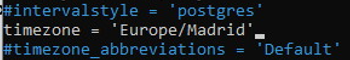 #intervalstyle = 'postgres'
timezone = 'Europe/Madrid'
#timezone_abbreviations = 'Default'